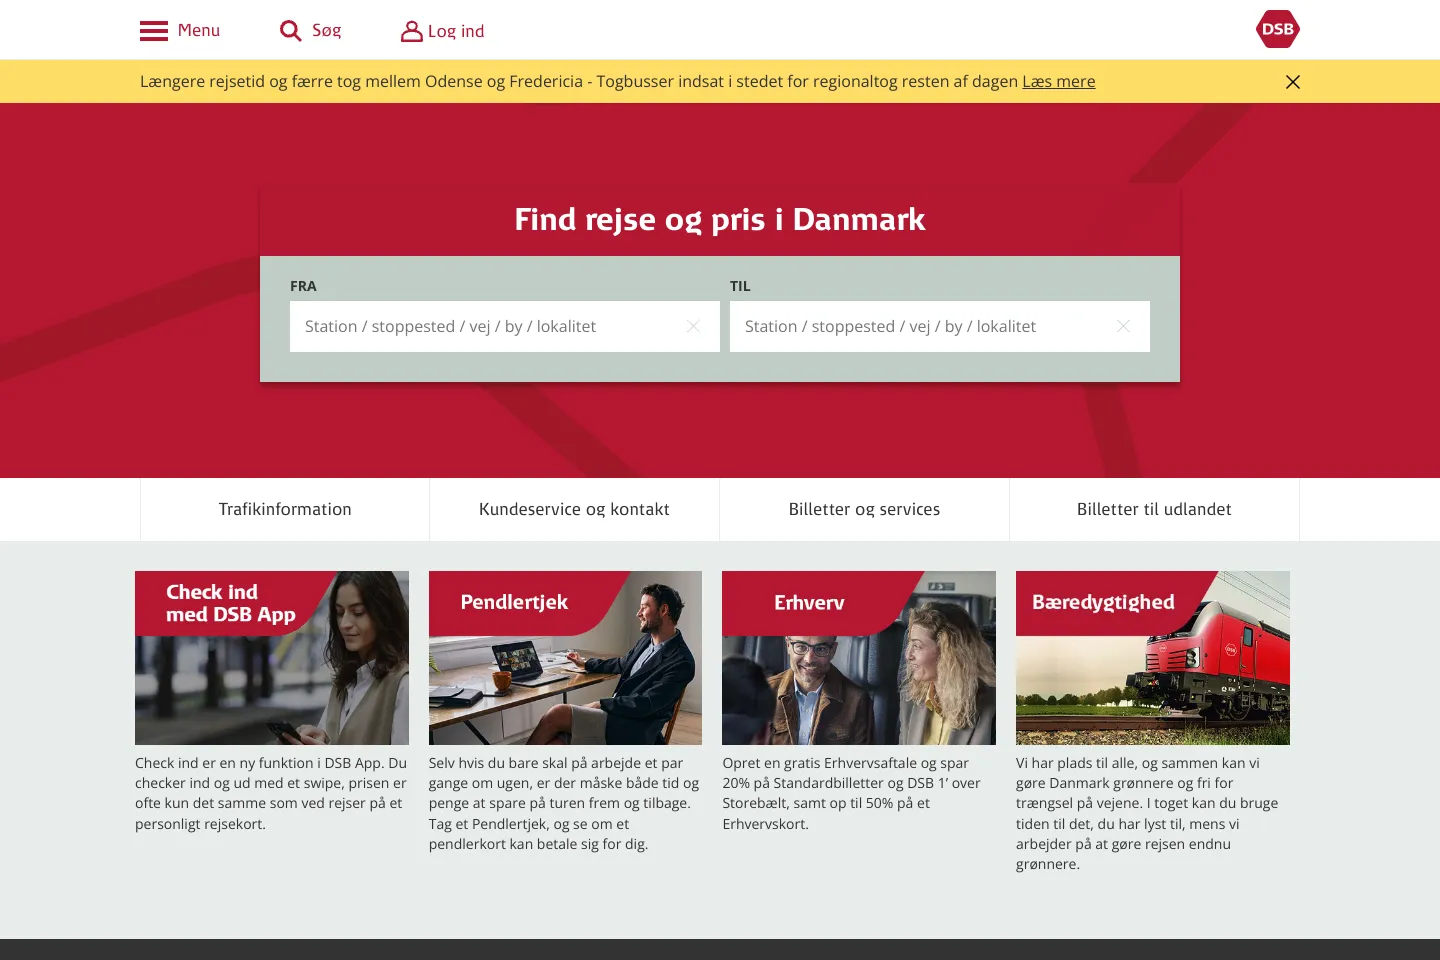 Menu
Søg
Log ind
DSB
Længere rejsetid og færre tog mellem Odense og Fredericia - Togbusser indsat i stedet for regionaltog resten af dagen Læs mere
Find rejse og pris i Danmark
FRA
TIL
Station / stoppested / vej / by / lokalitet
Station / stoppested / vej / by / lokalitet
Trafikinformation
Kundeservice og kontakt
Billetter og services
Billetter til udlandet
Check ind
med DSB App
Check ind er en ny funktion i DSB App. Du
checker ind og ud med et swipe, prisen er
ofte kun det samme som ved rejser på et
personligt rejsekort.
Pendlertjek
Selv hvis du bare skal på arbejde et par
gange om ugen, er der måske både tid og
penge at spare på turen frem og tilbage.
Tag et Pendlertjek, og se om et
pendlerkort kan betale sig for dig.
Erhverv
Opret en gratis Erhvervsaftale og spar
20% på Standardbilletter og DSB 1’ over
Storebælt, samt op til 50% på et
Erhvervskort.
Bæredygtighed
DSB
Vi har plads til alle, og sammen kan vi
gøre Danmark grønnere og fri for
trængsel på vejene. I toget kan du bruge
tiden til det, du har lyst til, mens vi
arbejder på at gøre rejsen endnu
grønnere.